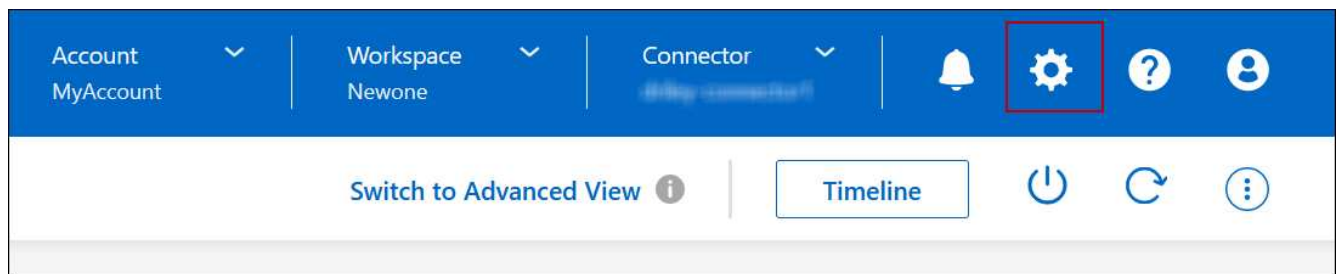 Account
MyAccount
Workspace
Newone
Connector
Switch to Advanced View
Timeline